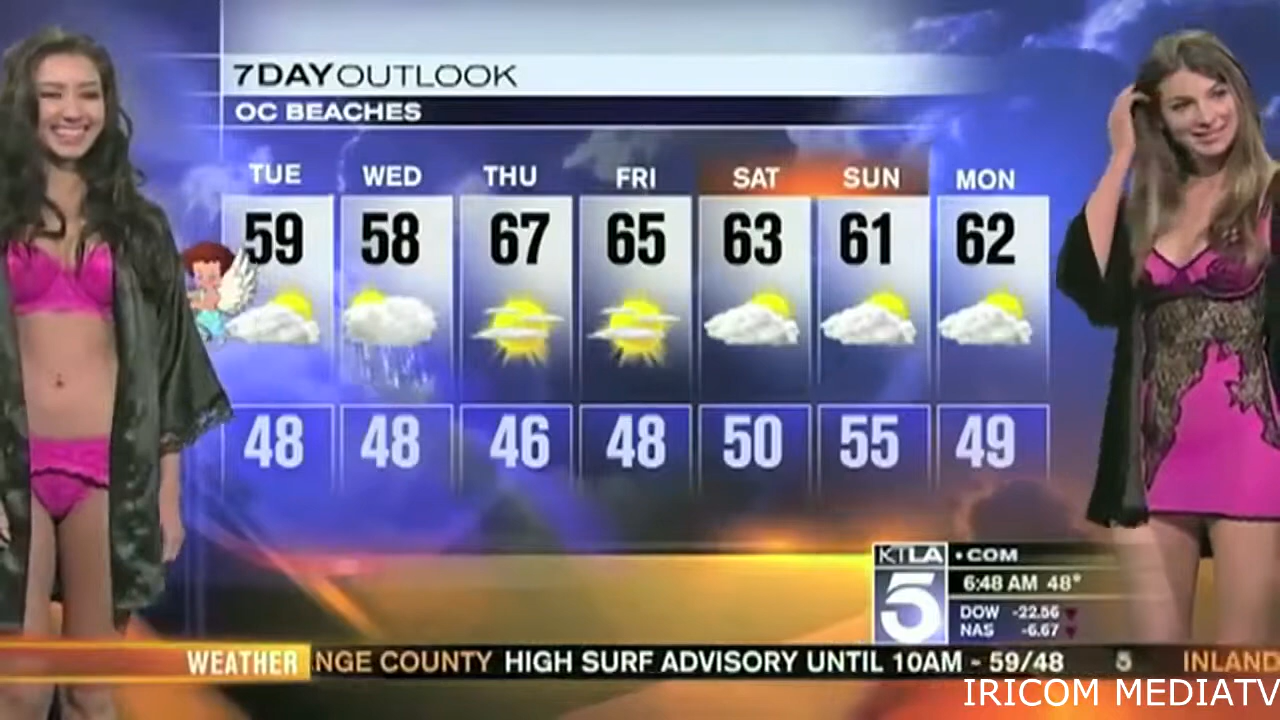 7DAYOUTLOOK
OC BEACHES
TUE WED THU FRI SAT SUN MON
59 58 67 65 63 61 62
48 48 46 48 50 55 49
KTLA •COM
5
6:48 AM 48°
DOW -22.56
NAS -6.67
WEATHER NGE COUNTY HIGH SURF ADVISORY UNTIL 10AM - 59/48 5 INLAND
IRICOM MEDIATV